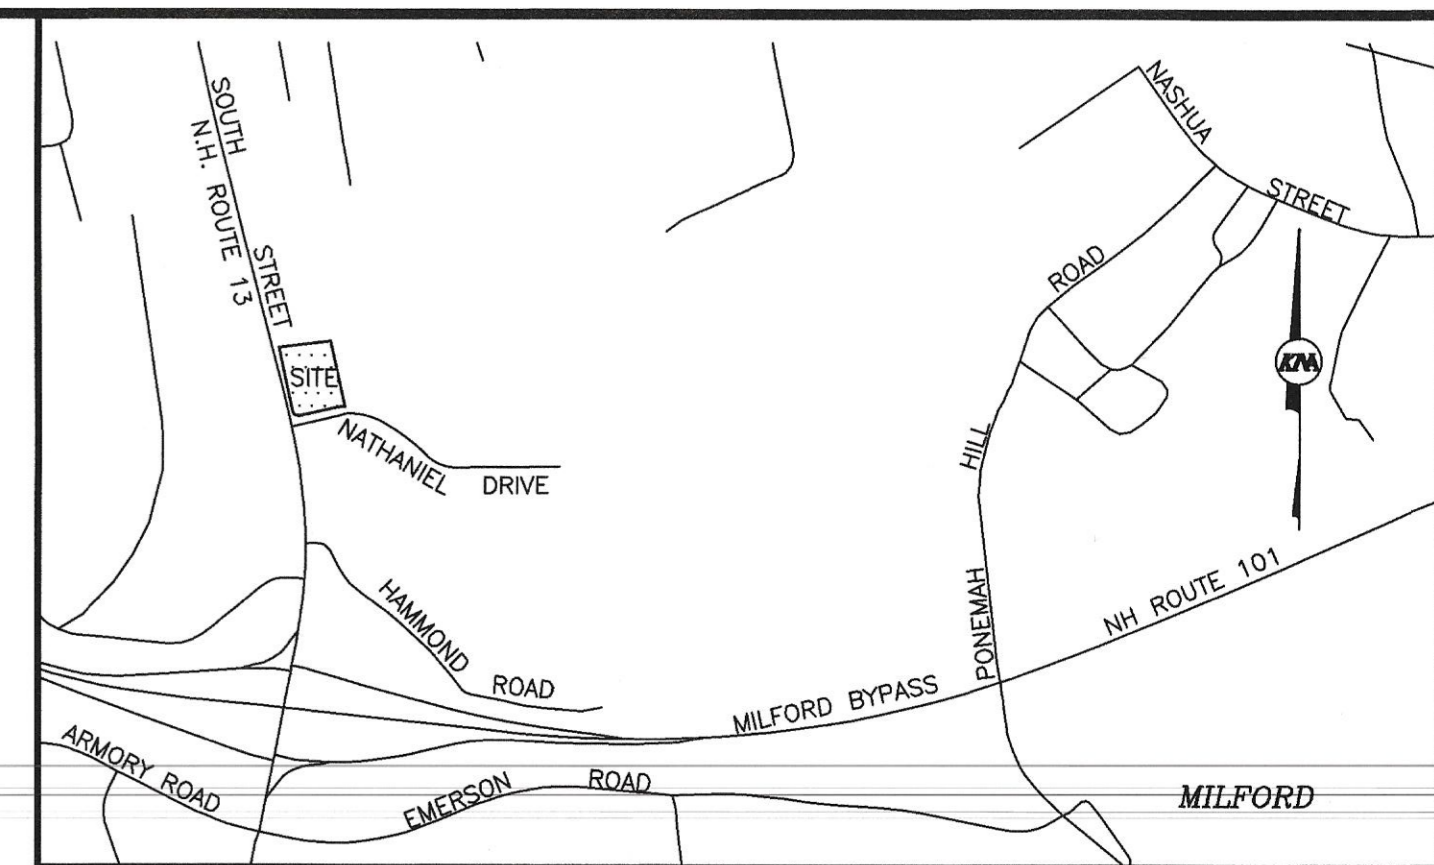 SOUTH STREET
N.H. ROUTE 13
SITE
NATHANIEL DRIVE
HAMMOND ROAD
ARMORY ROAD
EMERSON ROAD
MILFORD BYPASS
NH ROUTE 101
PONEMAH HILL ROAD
NASHUA STREET
KNA
MILFORD